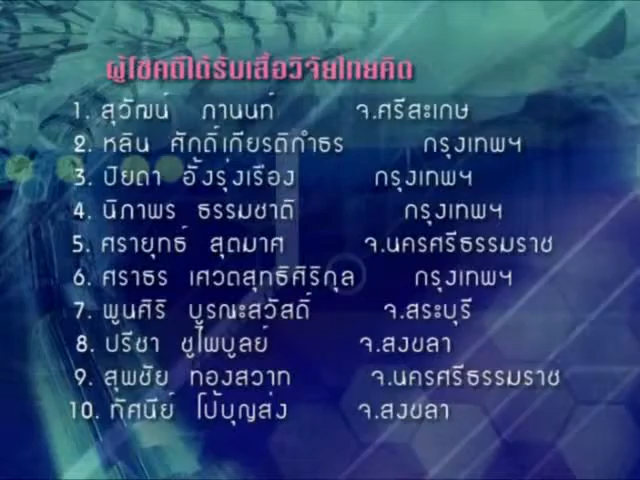 ผู้โชคดีได้รับเสื้อวิจัยไทยคิด
1. สุวัฒน์ ภานนท์ จ.ศรีสะเกษ
2. หลิน ศักดิ์เกียรติกำธร กรุงเทพฯ
3. ปิยดา อึ้งรุ่งเรือง กรุงเทพฯ
4. นิภาพร ธรรมชาติ กรุงเทพฯ
5. ศรายุทธ์ สุดมาศ จ.นครศรีธรรมราช
6. ศราธร เศวตสุทธิศิริกุล กรุงเทพฯ
7. พูนศิริ บูรณะสวัสดิ์ จ.สระบุรี
8. ปรีชา ชูไพบูลย์ จ.สงขลา
9. สุพชัย ทองสวาท จ.นครศรีธรรมราช
10. ทัศนีย์ โป้บุญส่ง จ.สงขลา